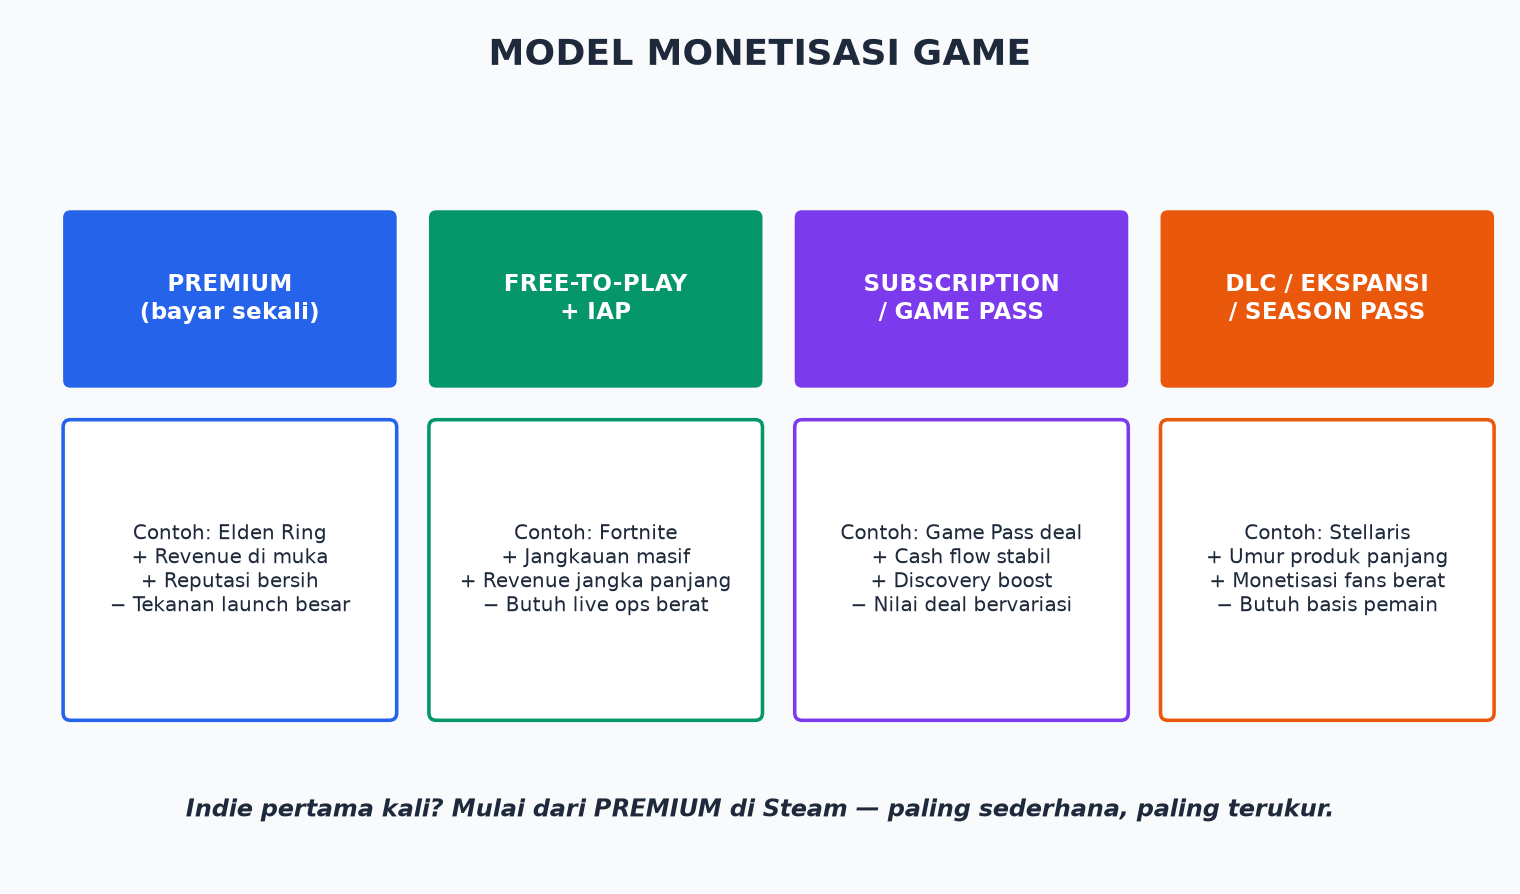 MODEL MONETISASI GAME
PREMIUM
(bayar sekali)
FREE-TO-PLAY
+ IAP
SUBSCRIPTION
/ GAME PASS
DLC / EKSPANSI
/ SEASON PASS
Contoh: Elden Ring
+ Revenue di muka
+ Reputasi bersih
− Tekanan launch besar
Contoh: Fortnite
+ Jangkauan masif
+ Revenue jangka panjang
− Butuh live ops berat
Contoh: Game Pass deal
+ Cash flow stabil
+ Discovery boost
− Nilai deal bervariasi
Contoh: Stellaris
+ Umur produk panjang
+ Monetisasi fans berat
− Butuh basis pemain
Indie pertama kali? Mulai dari PREMIUM di Steam — paling sederhana, paling terukur.